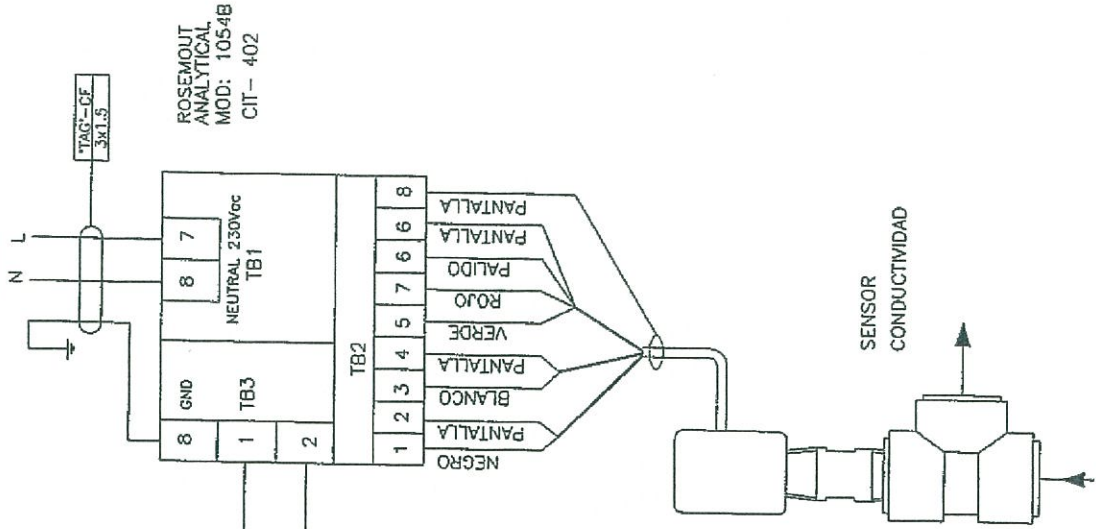 "TAG"-CF
3x1.5
ROSEMOUT
ANALYTICAL
MOD: 1054B
CIT- 402
L
N
8 7
NEUTRAL 230Vac
TB1
GND
TB3
8
1
2
TB2
1 2 3 4 5 7 6 6 8
NEGRO
PANTALLA
BLANCO
PANTALLA
VERDE
ROJO
PALIDO
PANTALLA
PANTALLA
SENSOR
CONDUCTIVIDAD